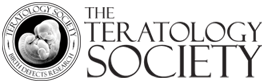 TERATOLOGY SOCIETY
BIRTH DEFECTS RESEARCH
THE
TERATOLOGY
SOCIETY